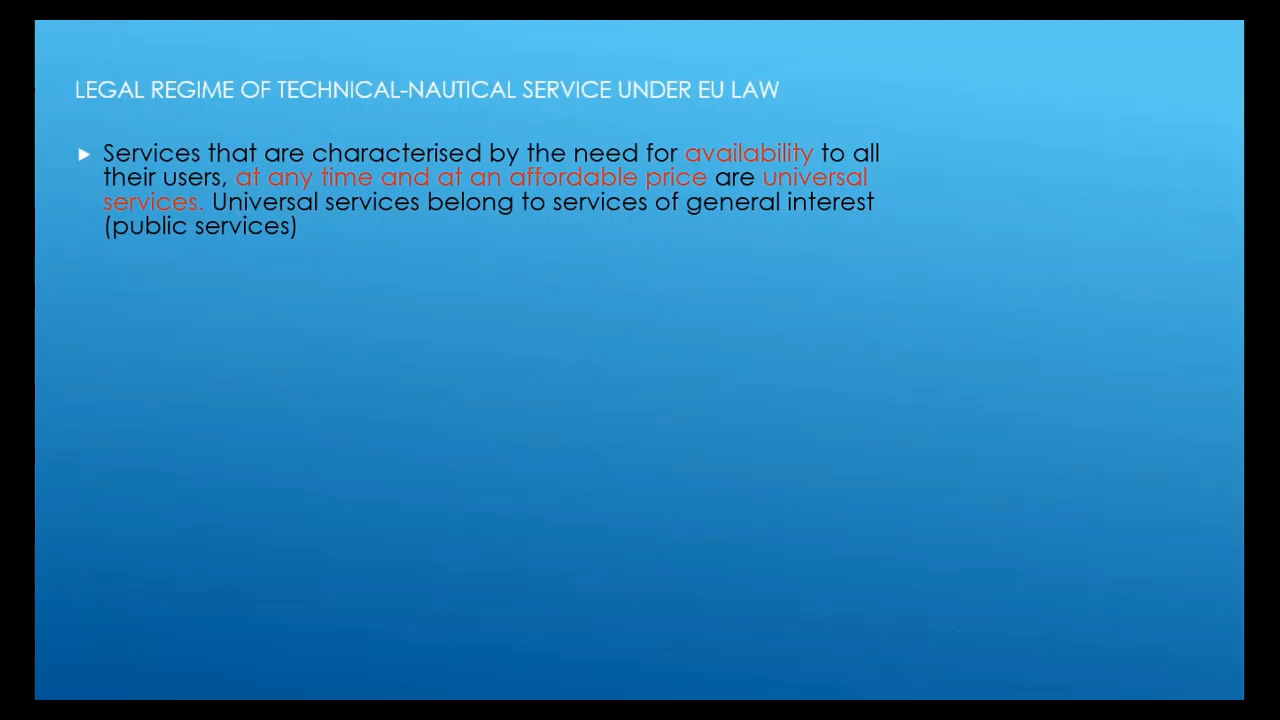 LEGAL REGIME OF TECHNICAL-NAUTICAL SERVICE UNDER EU LAW
Services that are characterised by the need for availability to all
their users, at any time and at an affordable price are universal
services. Universal services belong to services of general interest
(public services)